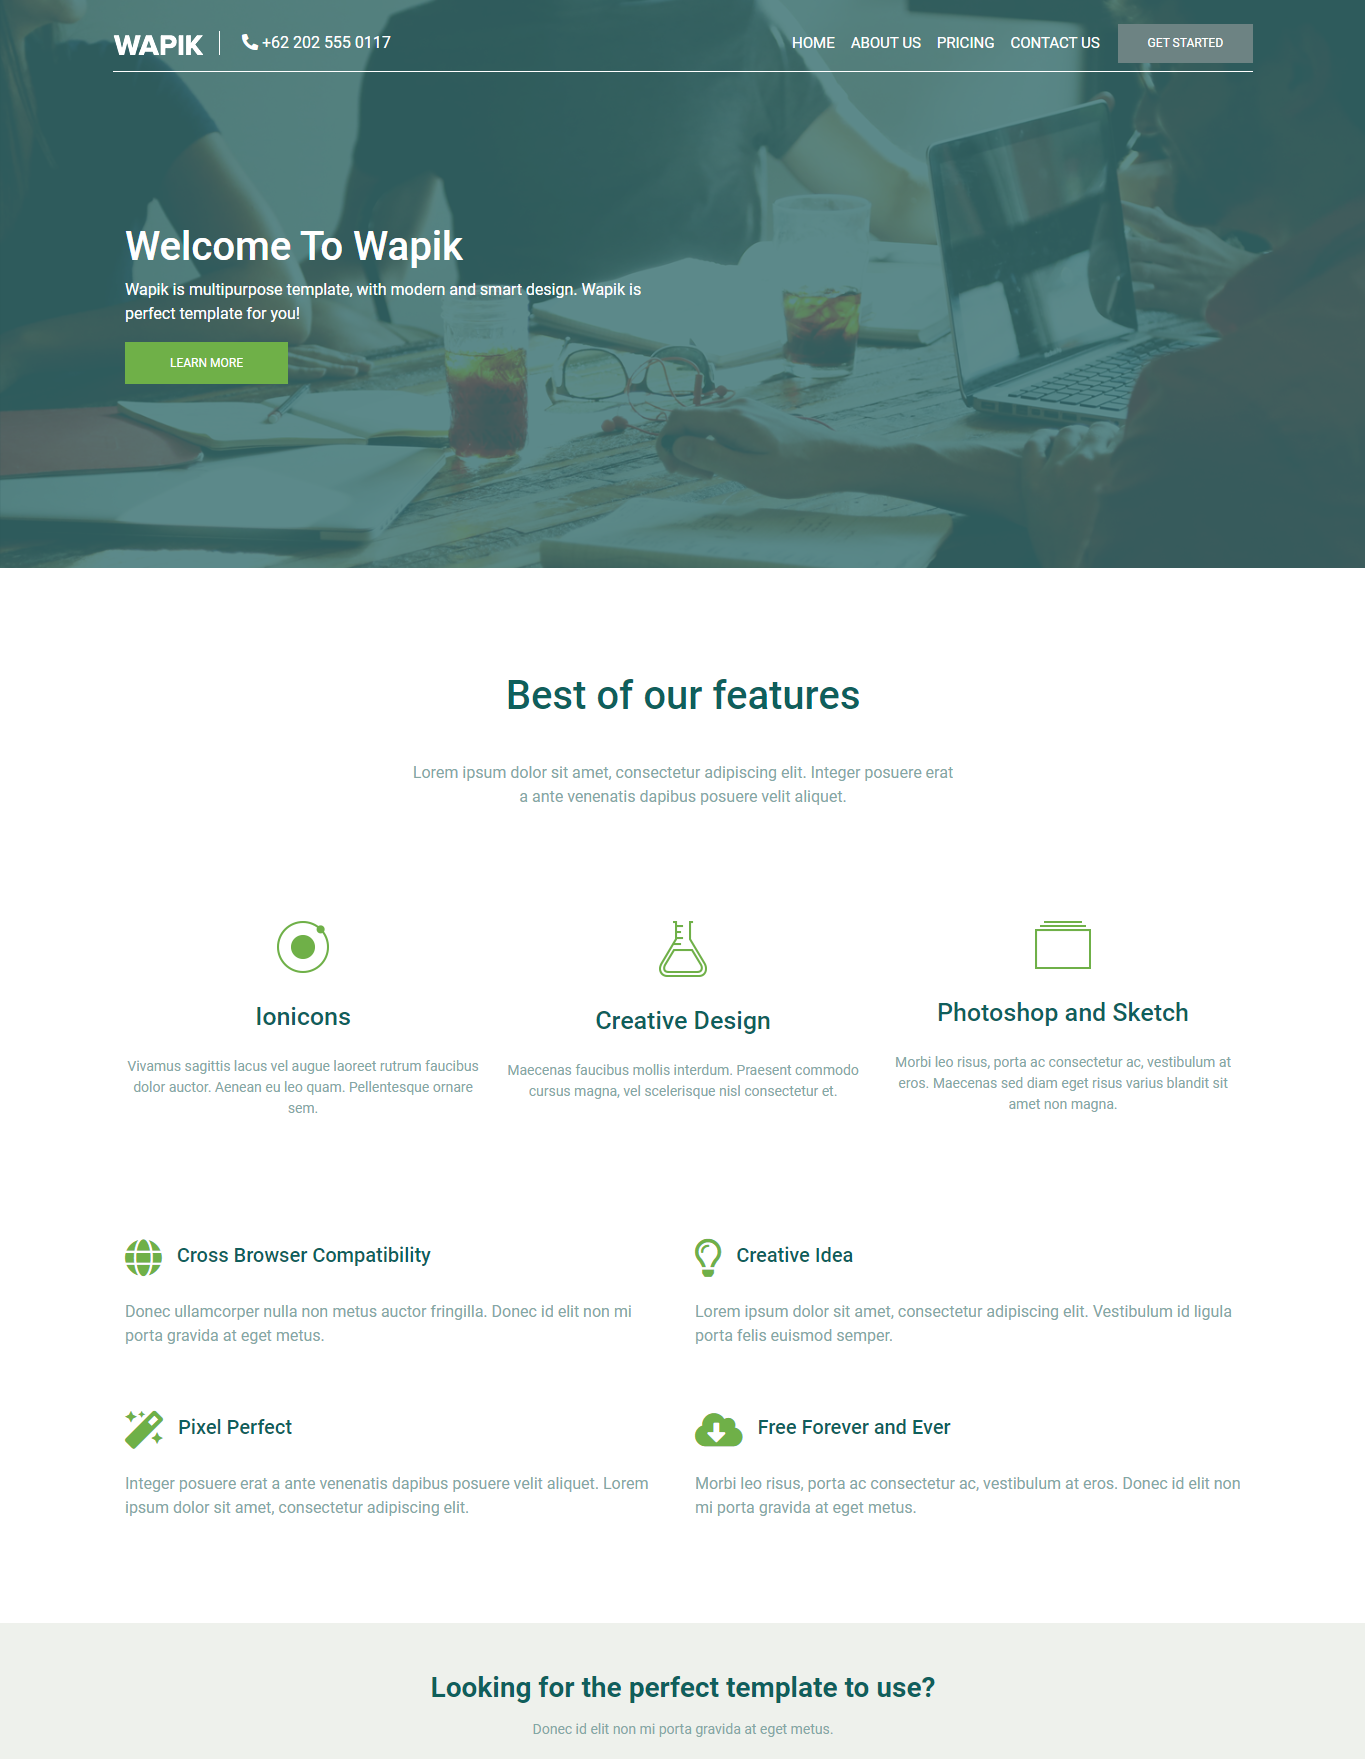 WAPIK
+62 202 555 0117
HOME
ABOUT US
PRICING
CONTACT US
GET STARTED
Welcome To Wapik
Wapik is multipurpose template, with modern and smart design. Wapik is
perfect template for you!
LEARN MORE
Best of our features
Lorem ipsum dolor sit amet, consectetur adipiscing elit. Integer posuere erat
a ante venenatis dapibus posuere velit aliquet.
Ionicons
Vivamus sagittis lacus vel augue laoreet rutrum faucibus
dolor auctor. Aenean eu leo quam. Pellentesque ornare
sem.
Creative Design
Maecenas faucibus mollis interdum. Praesent commodo
cursus magna, vel scelerisque nisl consectetur et.
Photoshop and Sketch
Morbi leo risus, porta ac consectetur ac, vestibulum at
eros. Maecenas sed diam eget risus varius blandit sit
amet non magna.
Cross Browser Compatibility
Donec ullamcorper nulla non metus auctor fringilla. Donec id elit non mi
porta gravida at eget metus.
Creative Idea
Lorem ipsum dolor sit amet, consectetur adipiscing elit. Vestibulum id ligula
porta felis euismod semper.
Pixel Perfect
Integer posuere erat a ante venenatis dapibus posuere velit aliquet. Lorem
ipsum dolor sit amet, consectetur adipiscing elit.
Free Forever and Ever
Morbi leo risus, porta ac consectetur ac, vestibulum at eros. Donec id elit non
mi porta gravida at eget metus.
Looking for the perfect template to use?
Donec id elit non mi porta gravida at eget metus.